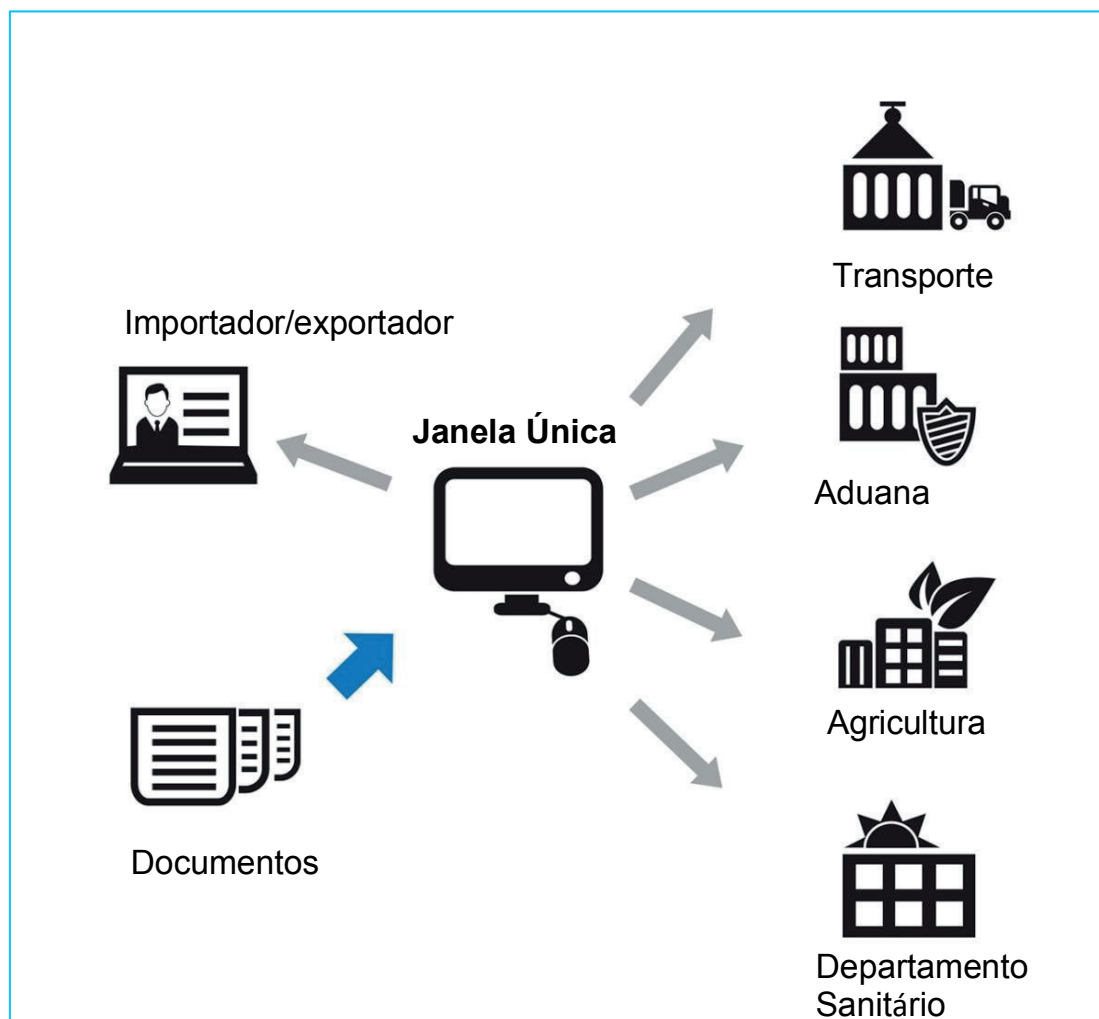 Transporte
Importador/exportador
Janela Única
Aduana
Agricultura
Documentos
Departamento
Sanitário